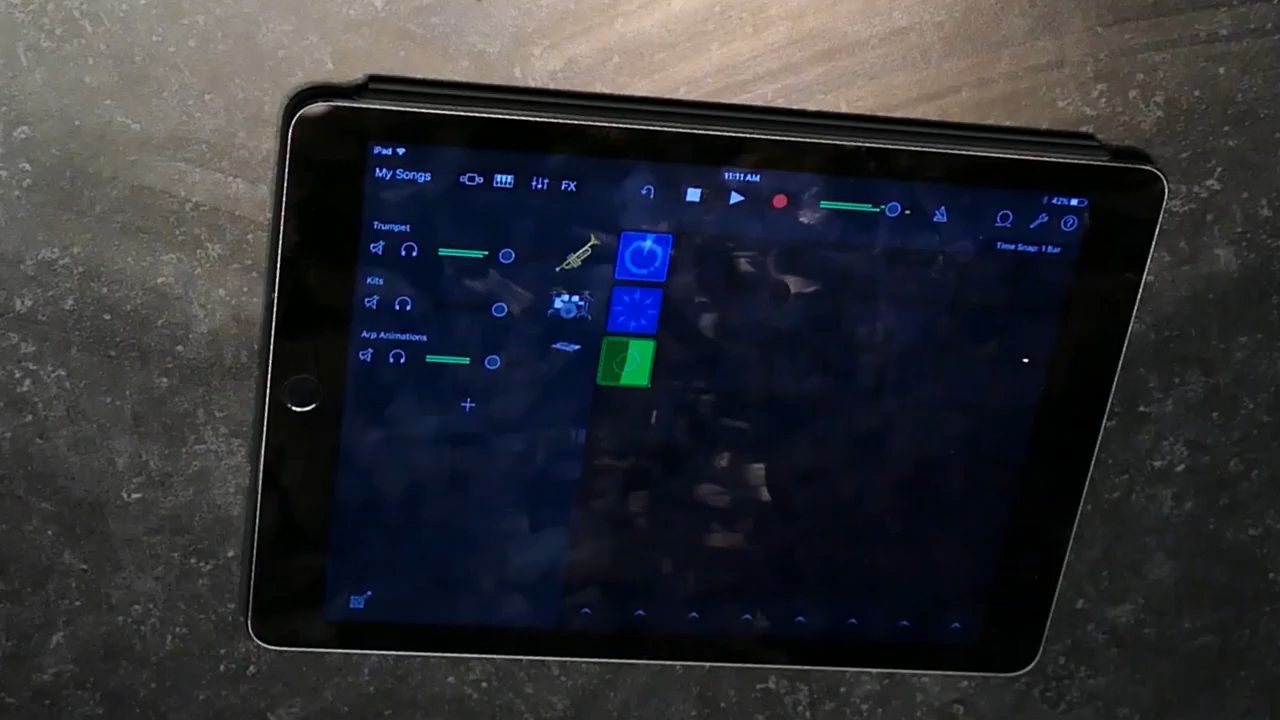 iPad
11:11 AM
42%
My Songs
FX
Time Snap: 1 Bar
Trumpet
Kits
Arp Animations